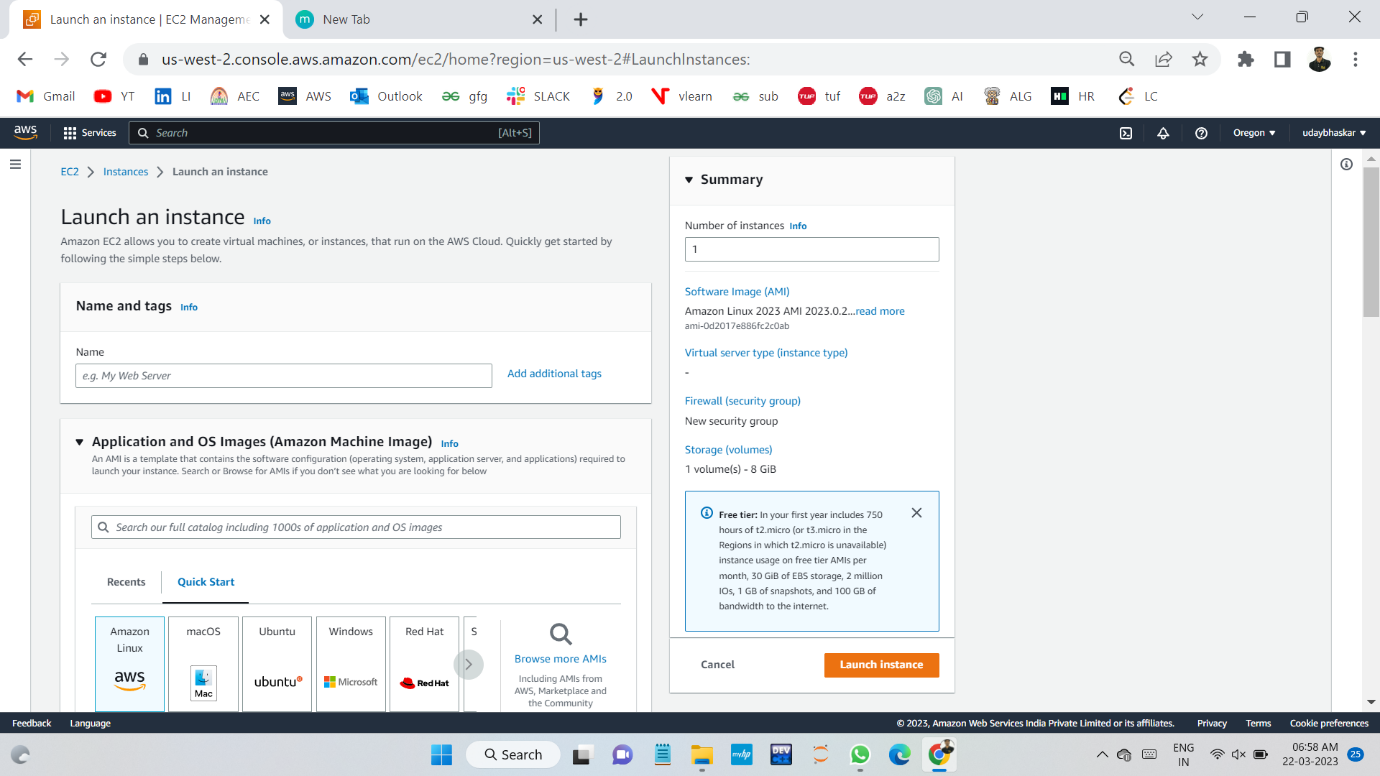 Launch an instance | EC2 Manageme
New Tab
us-west-2.console.aws.amazon.com/ec2/home?region=us-west-2#LaunchInstances:
Gmail YT LI AEC AWS Outlook gfg SLACK 2.0 vlearn sub tuf a2z AI ALG HR LC
aws Services Search [Alt+S] Oregon udaybhaskar
EC2 > Instances > Launch an instance
Launch an instance Info
Amazon EC2 allows you to create virtual machines, or instances, that run on the AWS Cloud. Quickly get started by
following the simple steps below.
Name and tags Info
Name
e.g. My Web Server
Add additional tags
Application and OS Images (Amazon Machine Image) Info
An AMI is a template that contains the software configuration (operating system, application server, and applications) required to
launch your instance. Search or Browse for AMIs if you don't see what you are looking for below
Search our full catalog including 1000s of application and OS images
Recents Quick Start
Amazon
Linux
aws
macOS
Mac
Ubuntu
ubuntu
Windows
Microsoft
Red Hat
Red Hat
S
Browse more AMIs
Including AMIs from
AWS, Marketplace and
the Community
Summary
Number of instances Info
1
Software Image (AMI)
Amazon Linux 2023 AMI 2023.0.2...read more
ami-0d2017e886fc2c0ab
Virtual server type (instance type)
-
Firewall (security group)
New security group
Storage (volumes)
1 volume(s) - 8 GiB
Free tier: In your first year includes 750
hours of t2.micro (or t3.micro in the
Regions in which t2.micro is unavailable)
instance usage on free tier AMIs per
month, 30 GiB of EBS storage, 2 million
IOs, 1 GB of snapshots, and 100 GB of
bandwidth to the internet.
Cancel
Launch instance
Feedback Language © 2023, Amazon Web Services India Private Limited or its affiliates. Privacy Terms Cookie preferences
Search
ENG
IN
06:58 AM
22-03-2023
25